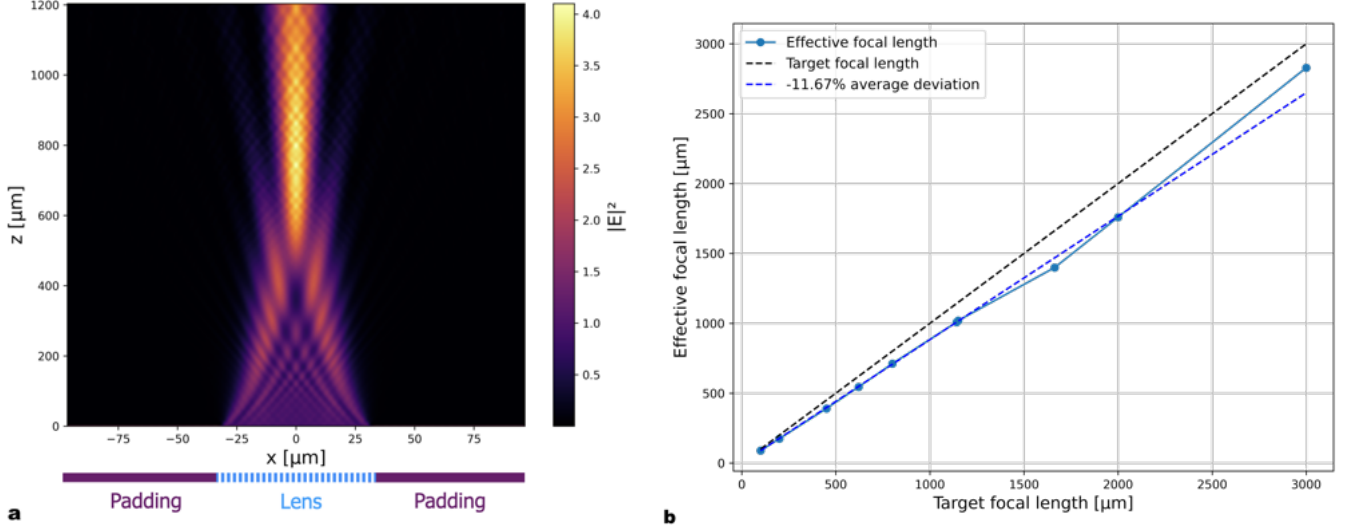 1200
1000
800
600
400
200
0
z [μm]
−75
−50
−25
0
25
50
75
x [μm]
4.0
3.5
3.0
2.5
2.0
1.5
1.0
0.5
|E|²
Padding
Lens
Padding
a
Effective focal length
Target focal length
-11.67% average deviation
3000
2500
2000
1500
1000
500
0
Effective focal length [μm]
0
500
1000
1500
2000
2500
3000
Target focal length [μm]
b